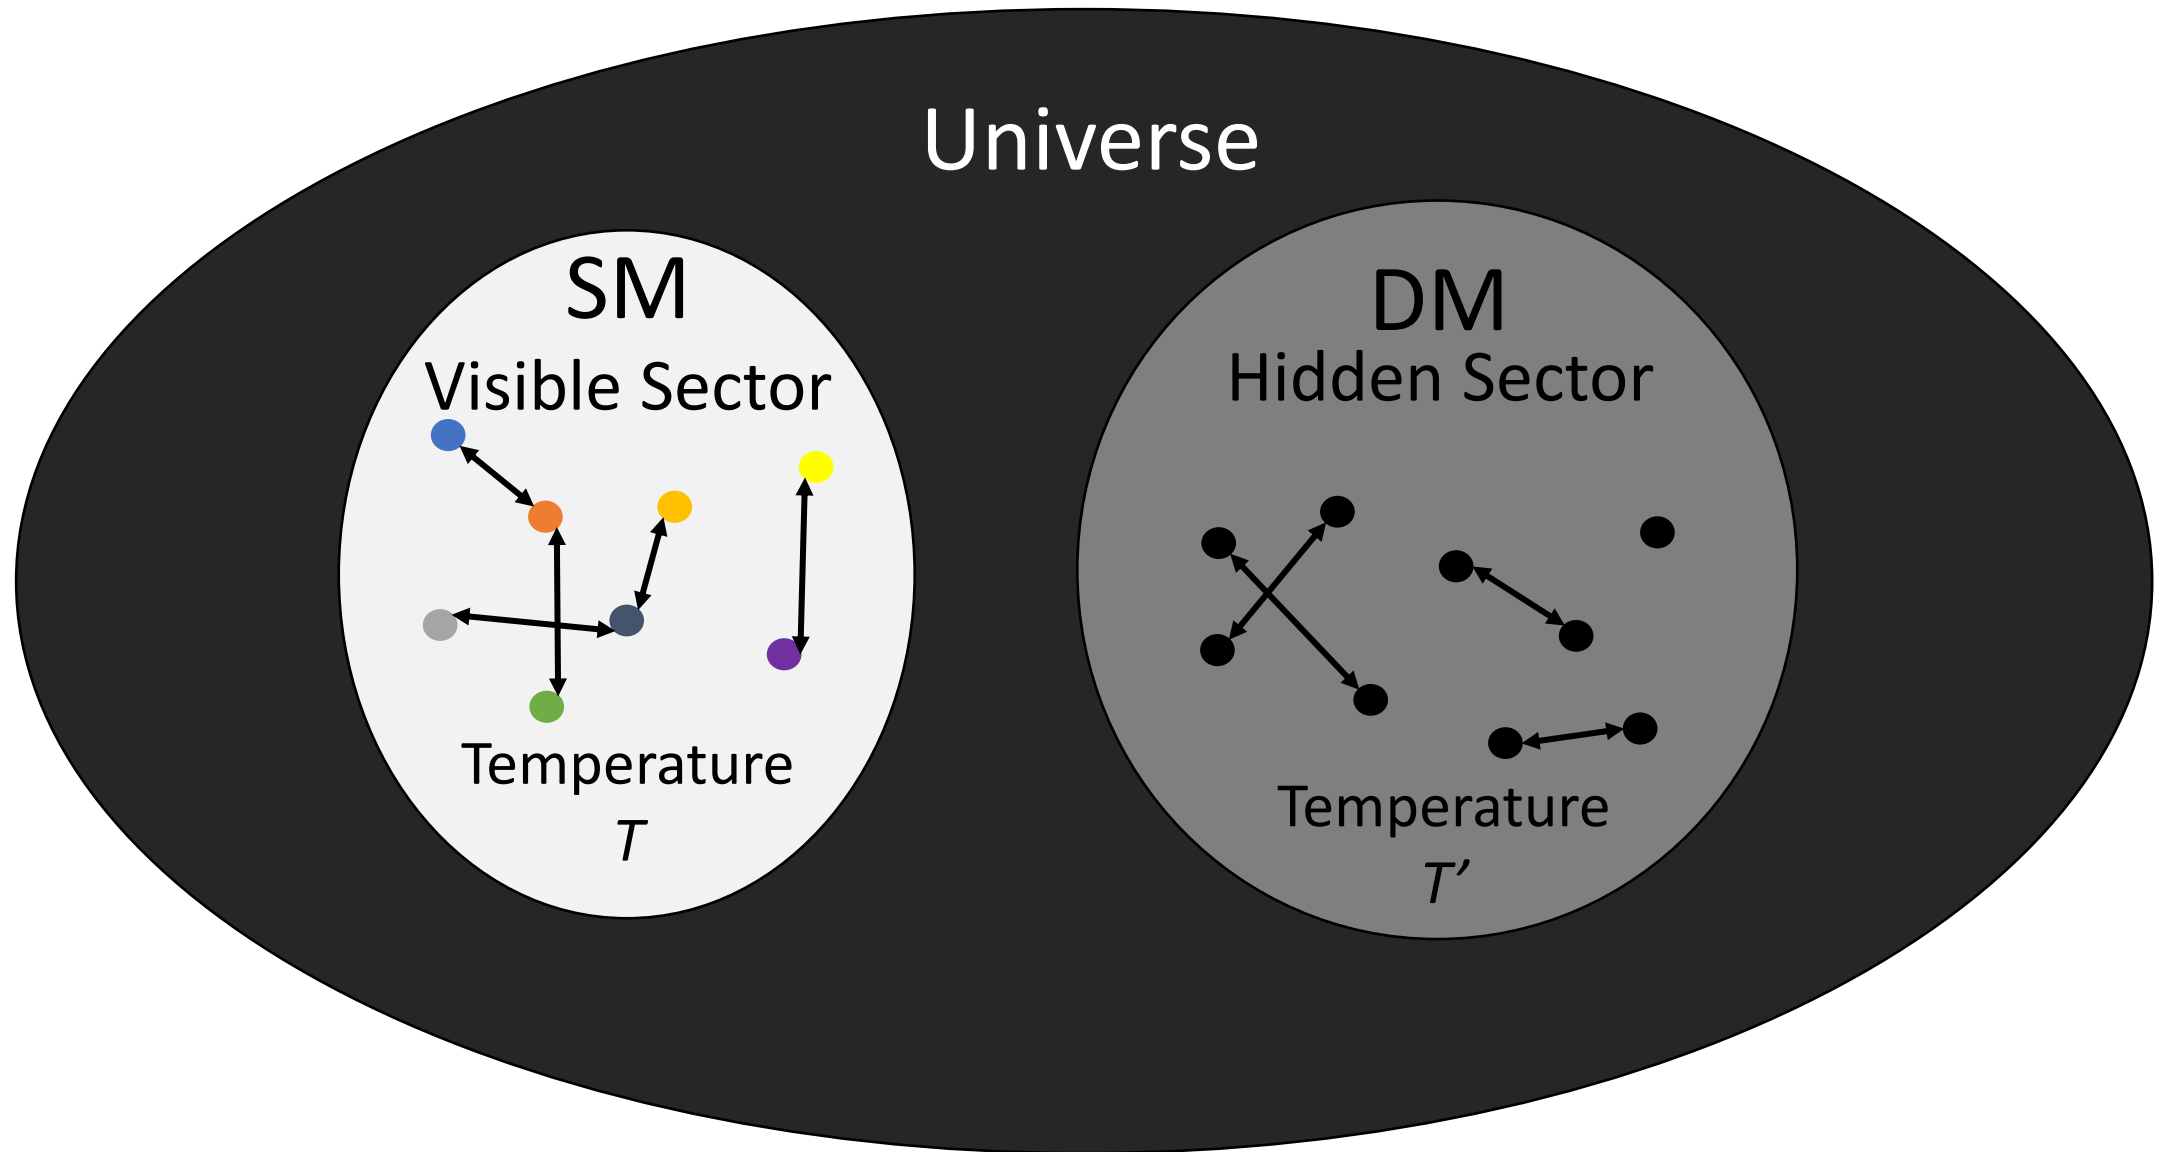 Universe
SM
Visible Sector
Temperature
T
DM
Hidden Sector
Temperature
T’